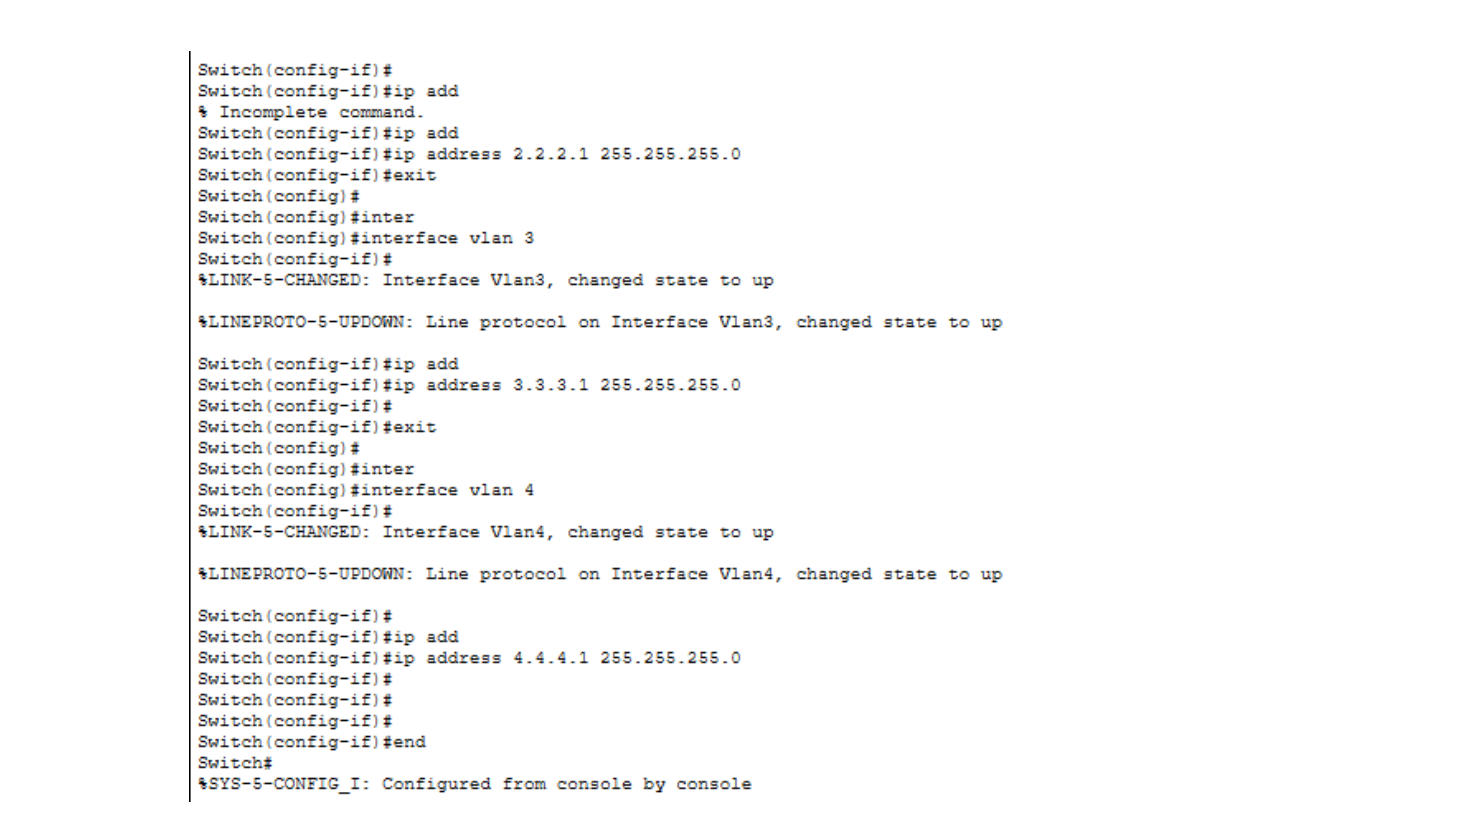 Switch(config-if)#
Switch(config-if)#ip add
% Incomplete command.
Switch(config-if)#ip add
Switch(config-if)#ip address 2.2.2.1 255.255.255.0
Switch(config-if)#exit
Switch(config)#
Switch(config)#inter
Switch(config)#interface vlan 3
Switch(config-if)#
%LINK-5-CHANGED: Interface Vlan3, changed state to up
%LINEPROTO-5-UPDOWN: Line protocol on Interface Vlan3, changed state to up
Switch(config-if)#ip add
Switch(config-if)#ip address 3.3.3.1 255.255.255.0
Switch(config-if)#
Switch(config-if)#exit
Switch(config)#
Switch(config)#inter
Switch(config)#interface vlan 4
Switch(config-if)#
%LINK-5-CHANGED: Interface Vlan4, changed state to up
%LINEPROTO-5-UPDOWN: Line protocol on Interface Vlan4, changed state to up
Switch(config-if)#
Switch(config-if)#ip add
Switch(config-if)#ip address 4.4.4.1 255.255.255.0
Switch(config-if)#
Switch(config-if)#
Switch(config-if)#
Switch(config-if)#end
Switch#
%SYS-5-CONFIG_I: Configured from console by console